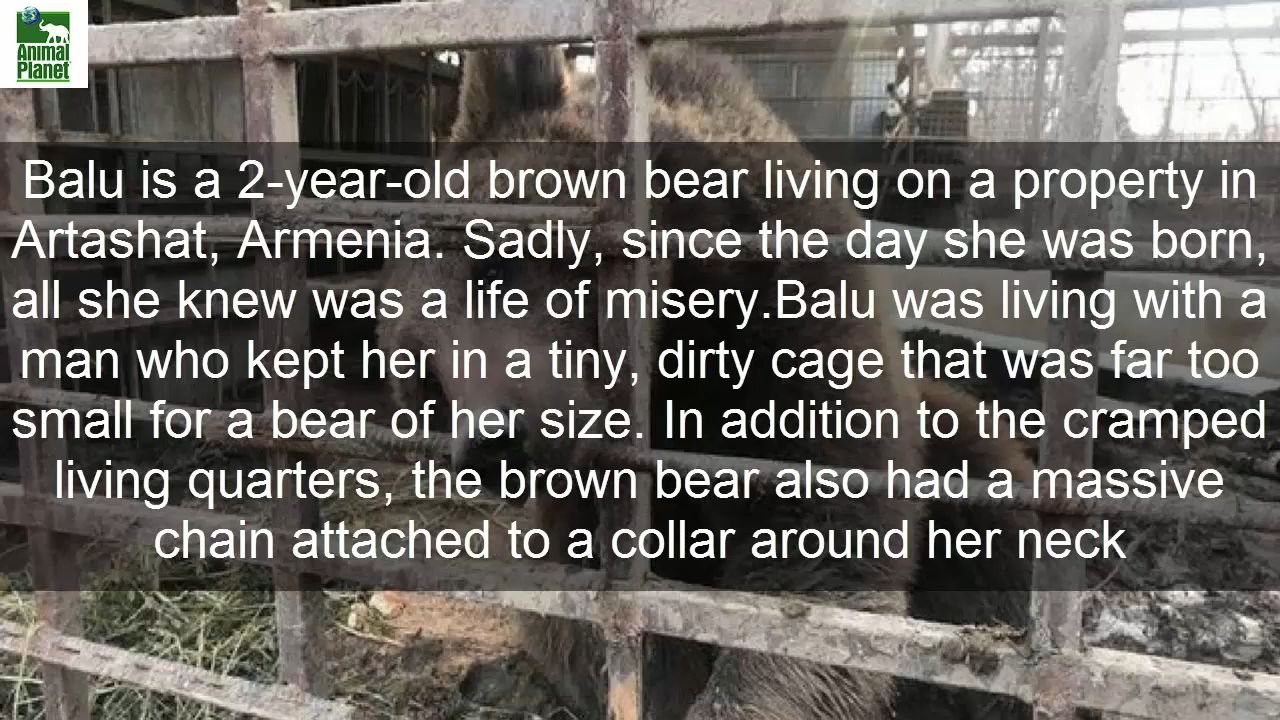 Animal
Planet
Balu is a 2-year-old brown bear living on a property in
Artashat, Armenia. Sadly, since the day she was born,
all she knew was a life of misery.Balu was living with a
man who kept her in a tiny, dirty cage that was far too
small for a bear of her size. In addition to the cramped
living quarters, the brown bear also had a massive
chain attached to a collar around her neck